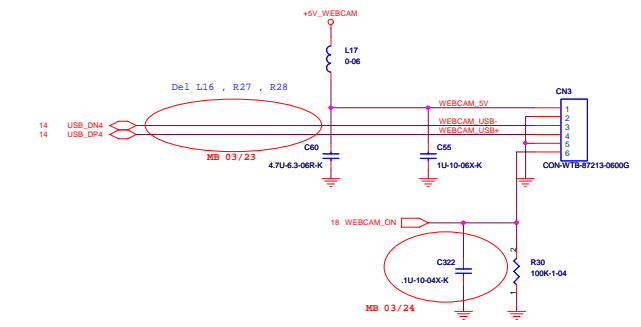 +5V_WEBCAM
L17
0-06
Del L16 , R27 , R28
CN3
WEBCAM_5V
1
2
14 USB_DN4
WEBCAM_USB-
3
14 USB_DP4
WEBCAM_USB+
4
5
6
C60
C55
MB 03/23
4.7U-6.3-06R-K
1U-10-06X-K
CON-WTB-87213-0600G
18 WEBCAM_ON
2
C322
R30
.1U-10-04X-K
100K-1-04
1
MB 03/24